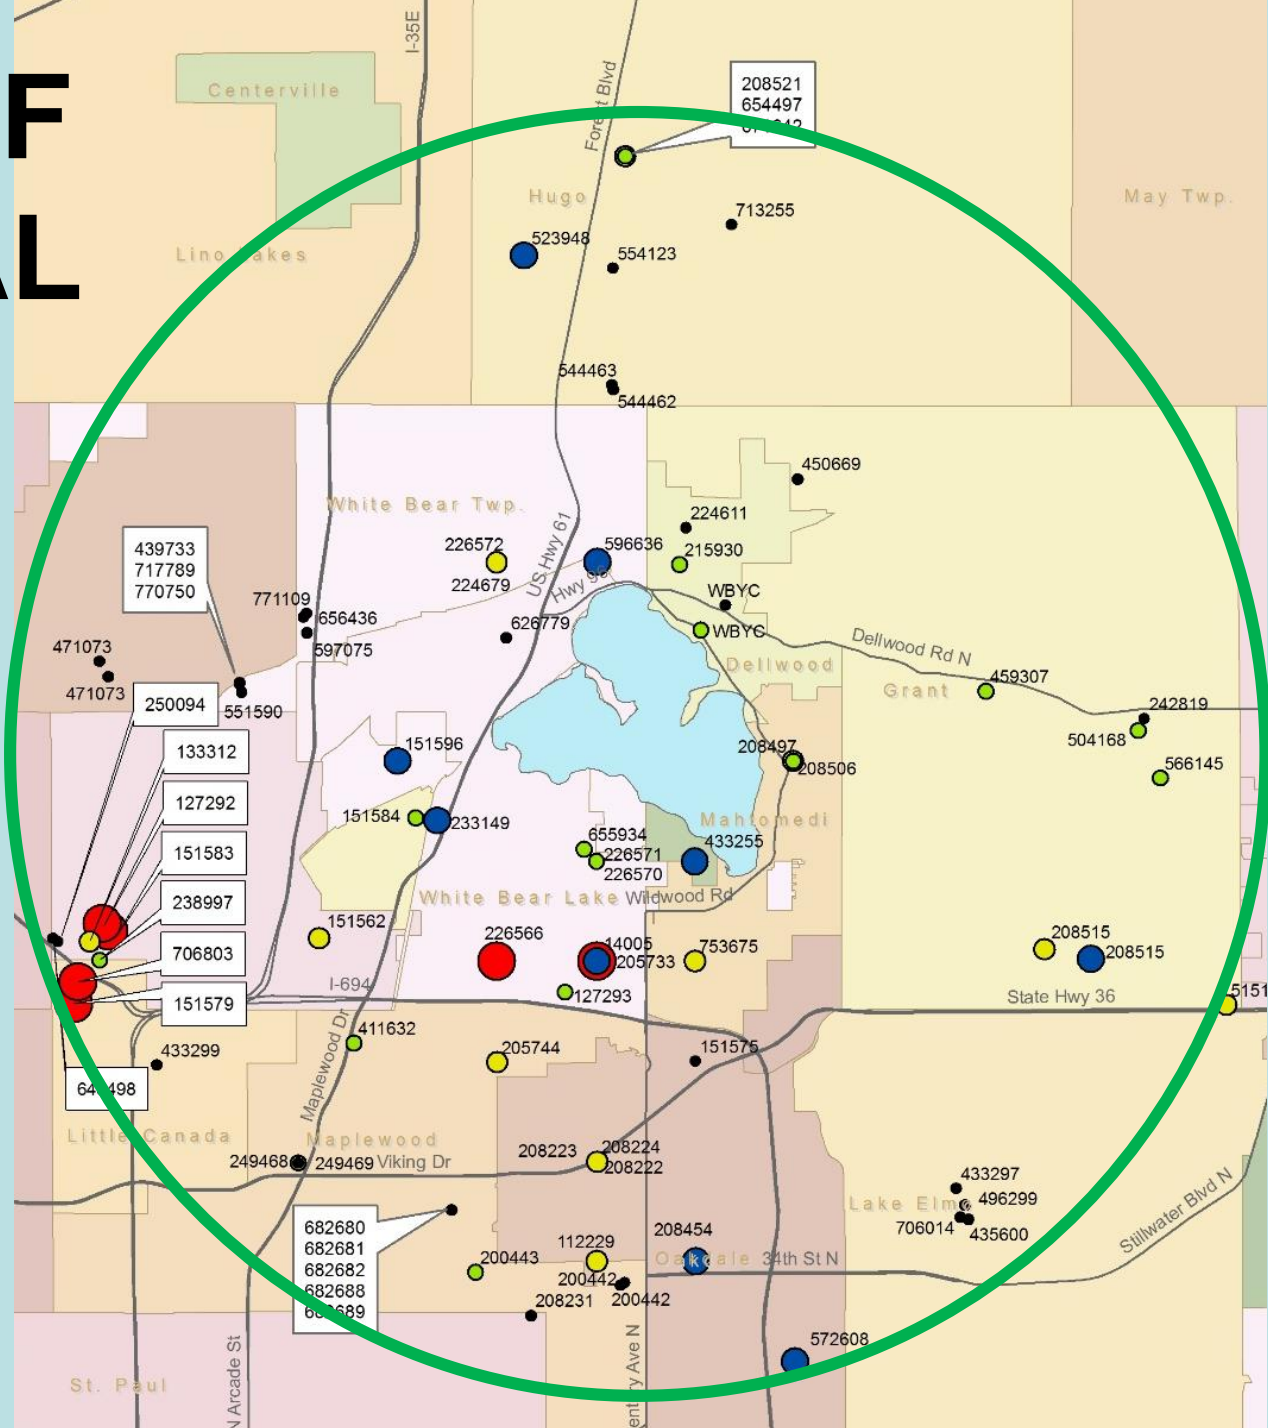 F
AL
I-35E
Centerville
Forest Blvd
208521
654497
Hugo
May Twp.
713255
523948
554123
Lino Lakes
544463
544462
450669
White Bear Twp.
224611
439733
717789
770750
226572
224679
US Hwy 61
596636
215930
Hwy 96
771109
656436
597075
WBYC
626779
WBYC
Dellwood Rd N
471073
471073
Dellwood
Grant
459307
250094
551590
242819
504168
133312
151596
208497
208506
566145
127292
151584
233149
Mahtomedi
151583
655934
226571
226570
433255
238997
White Bear Lake
Wildwood Rd
151562
706803
226566
14005
205733
753675
208515
208515
151579
I-694
127293
State Hwy 36
5151
411632
Maplewood Dr
433299
205744
151575
Little Canada
Maplewood
249468
249469
Viking Dr
208223
208224
208222
433297
496299
706014
435600
Lake Elmo
Stillwater Blvd N
682680
682681
682682
682688
112229
208454
Oakdale
34th St N
200443
200442
200442
208231
572608
N Arcade St
entury Ave N
St. Paul